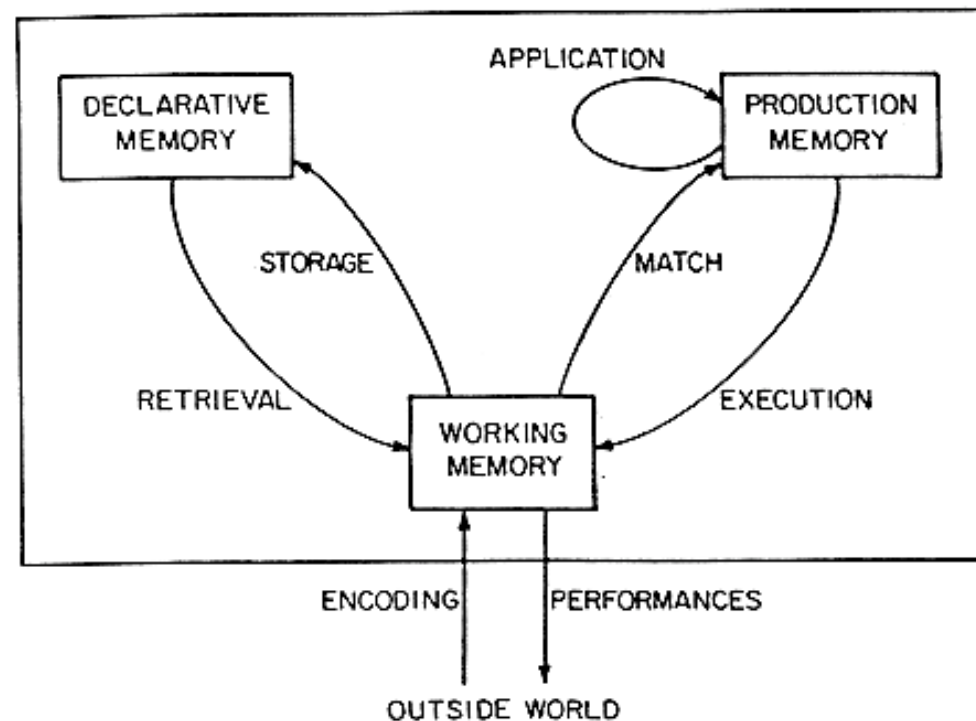 APPLICATION
DECLARATIVE
MEMORY
PRODUCTION
MEMORY
STORAGE
MATCH
RETRIEVAL
EXECUTION
WORKING
MEMORY
ENCODING
PERFORMANCES
OUTSIDE WORLD